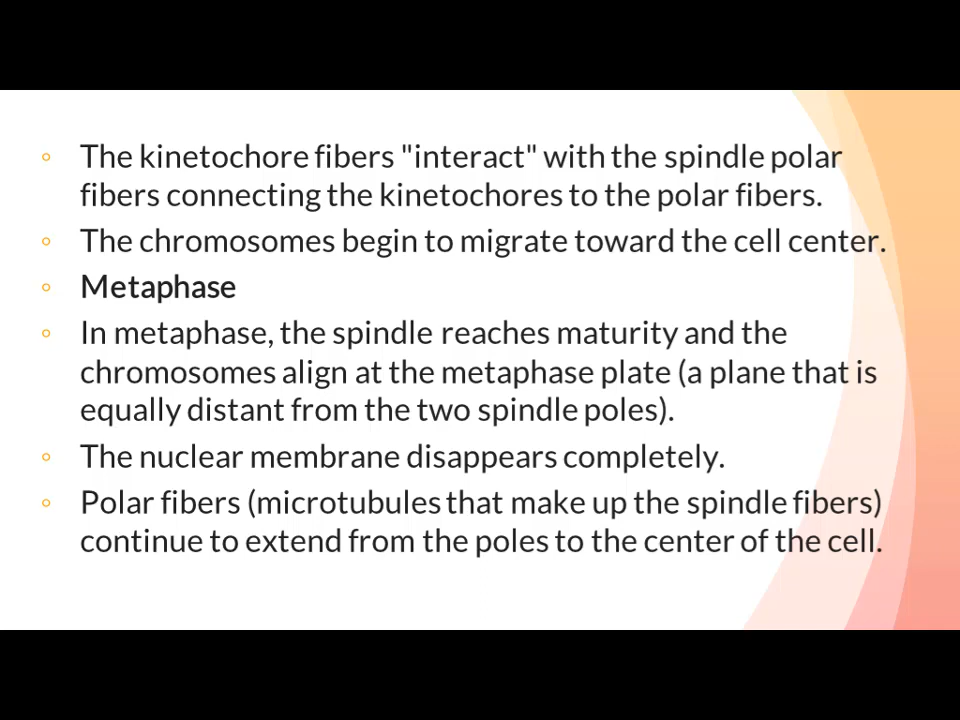 ◦ The kinetochore fibers "interact" with the spindle polar
fibers connecting the kinetochores to the polar fibers.
◦ The chromosomes begin to migrate toward the cell center.
◦ Metaphase
◦ In metaphase, the spindle reaches maturity and the
chromosomes align at the metaphase plate (a plane that is
equally distant from the two spindle poles).
◦ The nuclear membrane disappears completely.
◦ Polar fibers (microtubules that make up the spindle fibers)
continue to extend from the poles to the center of the cell.